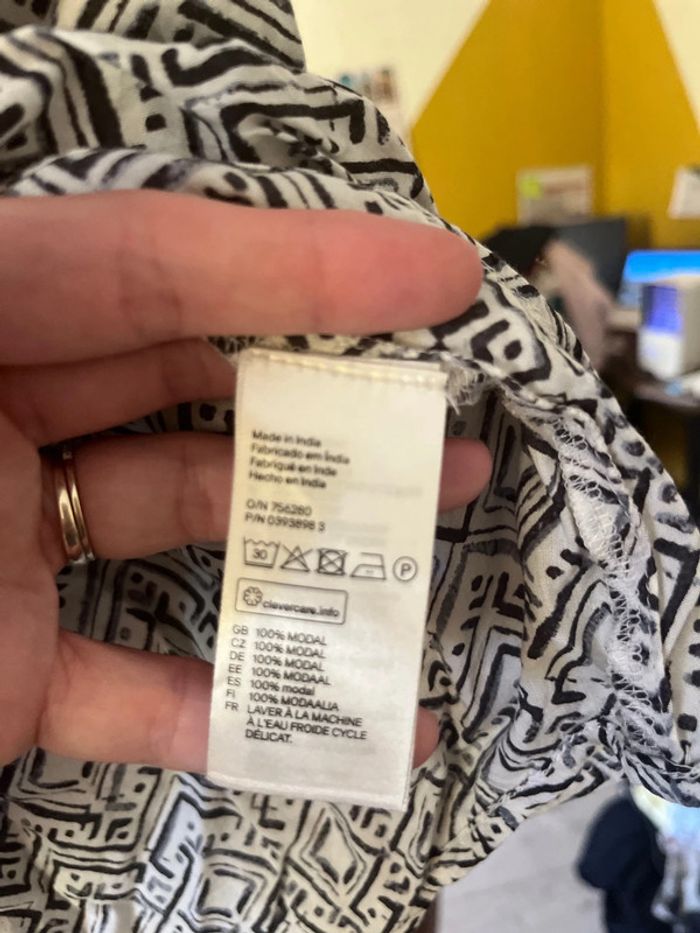 Made in India
Fabricado em Índia
Fabriqué en Inde
Hecho en India
O/N 756280
P/N 0393898 3
30 P
clevercare.info
GB 100% MODAL
CZ 100% MODAL
DE 100% MODAL
EE 100% MODAAL
ES 100% modal
FI 100% MODAALIA
FR LAVER À LA MACHINE
À L'EAU FROIDE CYCLE
DÉLICAT.